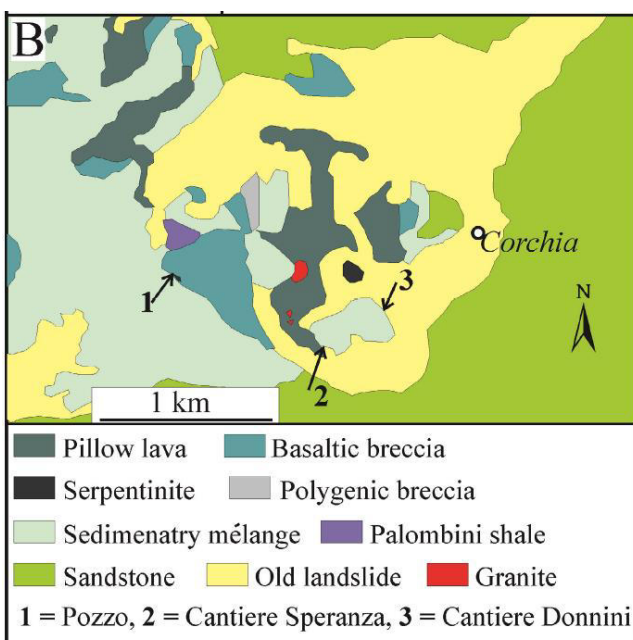 B
Corchia
N
1
3
2
1 km
Pillow lava Basaltic breccia
Serpentinite Polygenic breccia
Sedimenatry mélange Palombini shale
Sandstone Old landslide Granite
1 = Pozzo, 2 = Cantiere Speranza, 3 = Cantiere Donnini